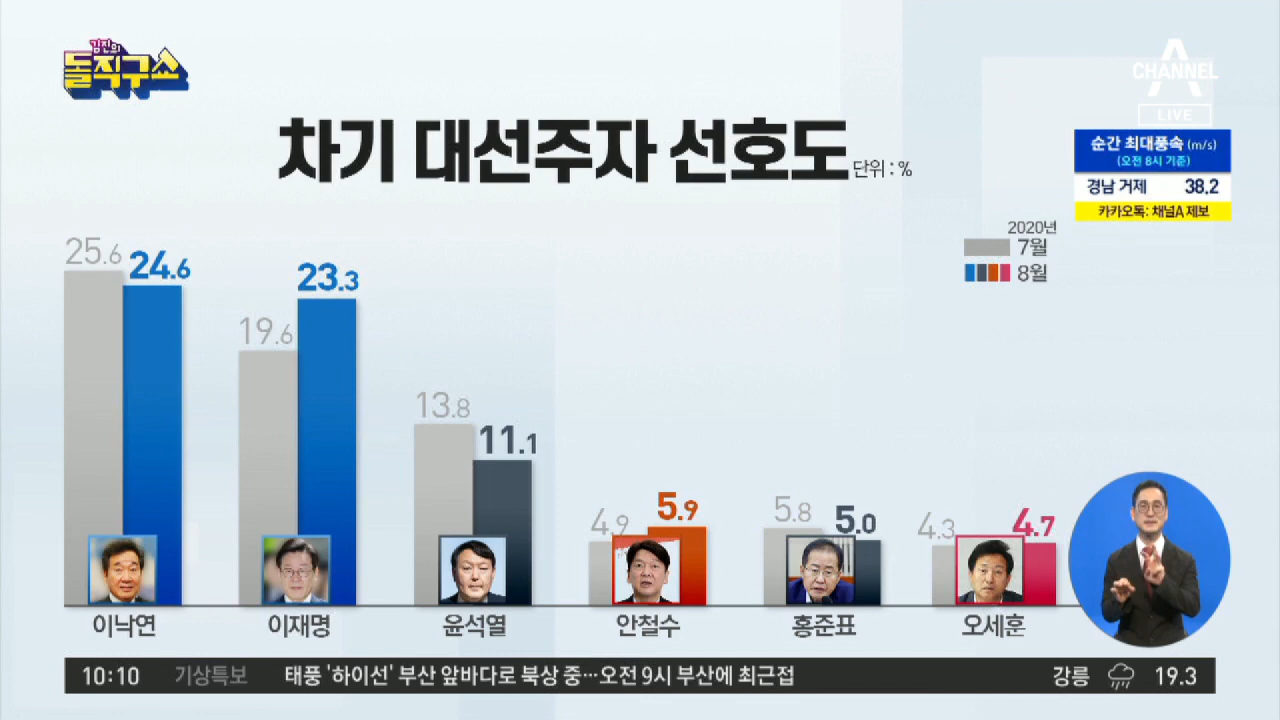 김진의
돌직구쇼
CHANNEL A
LIVE
차기 대선주자 선호도
단위 : %
순간 최대풍속 (m/s)
(오전 8시 기준)
경남 거제 38.2
카카오톡: 채널A 제보
2020년
7월
8월
25.6 24.6
19.6 23.3
13.8 11.1
4.9 5.9
5.8 5.0
4.3 4.7
이낙연 이재명 윤석열 안철수 홍준표 오세훈
10:10 기상특보 태풍 '하이선' 부산 앞바다로 북상 중…오전 9시 부산에 최근접 강릉 19.3